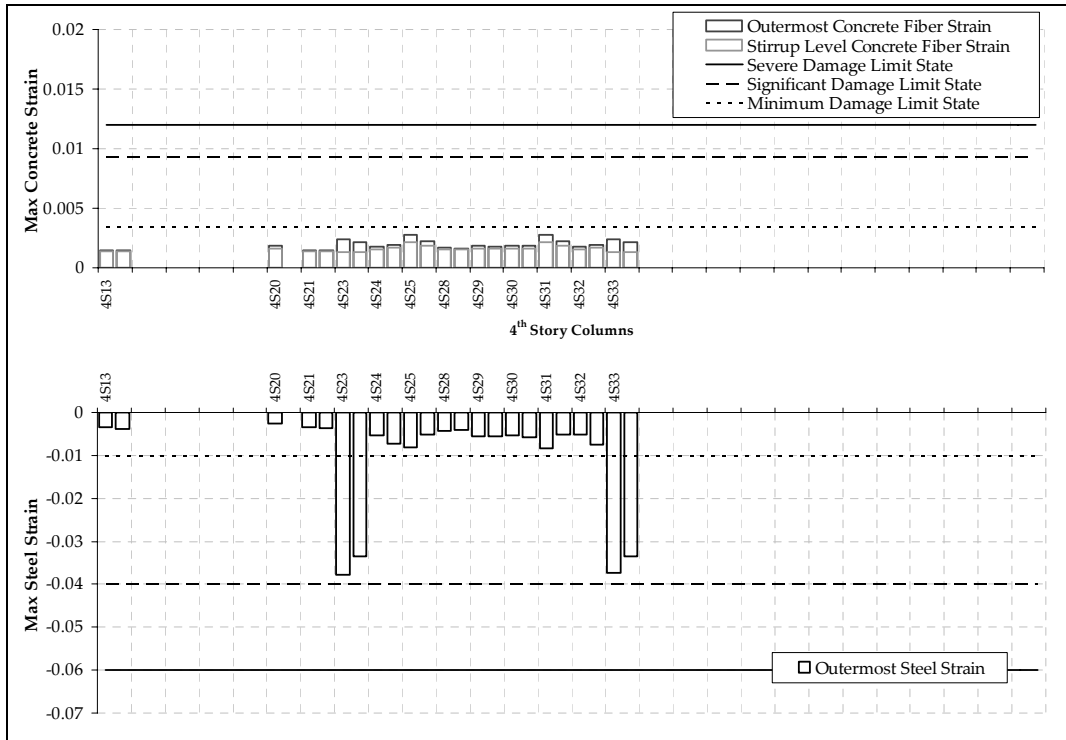 0.02
0.015
0.01
0.005
0
Max Concrete Strain
Outermost Concrete Fiber Strain
Stirrup Level Concrete Fiber Strain
Severe Damage Limit State
Significant Damage Limit State
Minimum Damage Limit State
4S13
4S20
4S21
4S23
4S24
4S25
4S28
4S29
4S30
4S31
4S32
4S33
4th Story Columns
4S13
4S20
4S21
4S23
4S24
4S25
4S28
4S29
4S30
4S31
4S32
4S33
0
-0.01
-0.02
-0.03
-0.04
-0.05
-0.06
-0.07
Max Steel Strain
Outermost Steel Strain